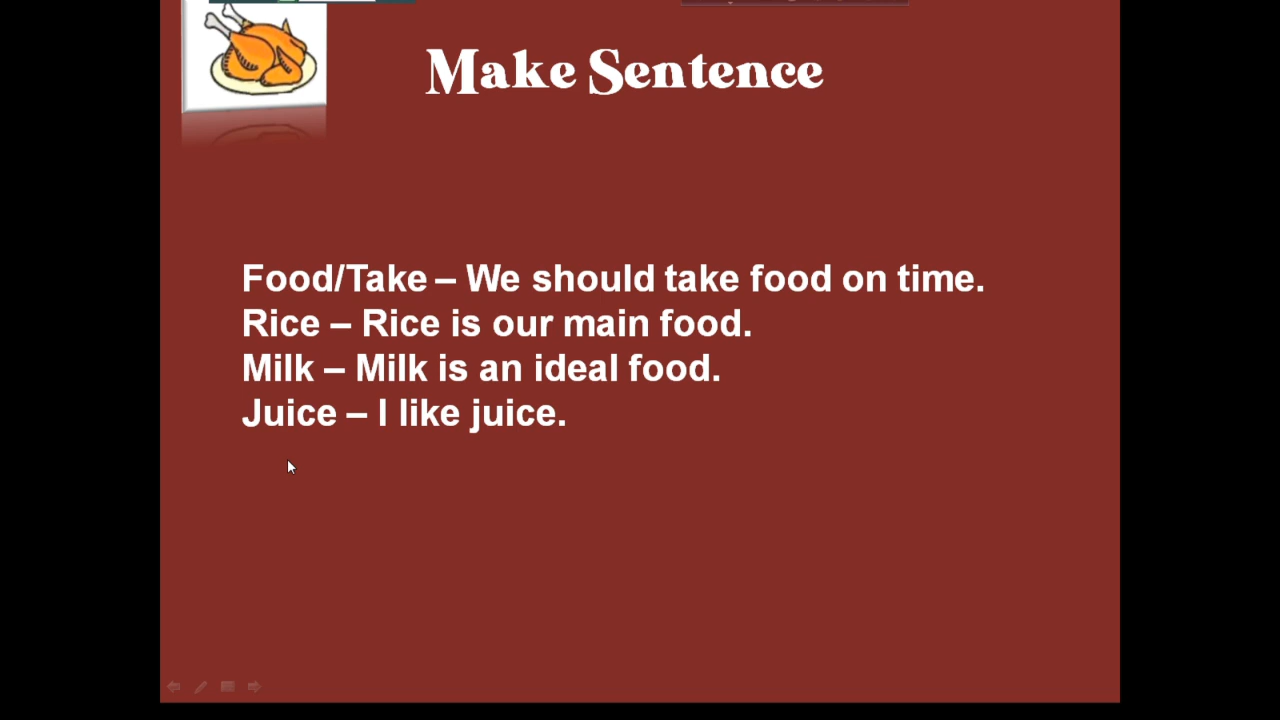 Make Sentence
Food/Take – We should take food on time.
Rice – Rice is our main food.
Milk – Milk is an ideal food.
Juice – I like juice.